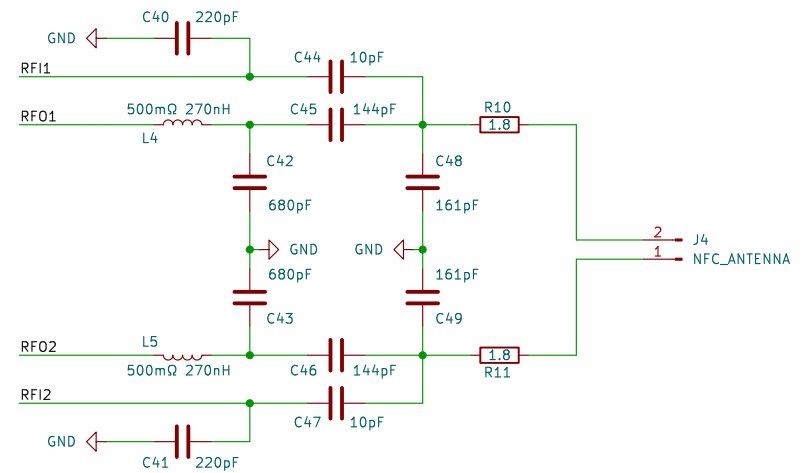 C40 220pF
GND
C44 10pF
RFI1
500mΩ 270nH C45 144pF R10
RFO1 1.8
L4
C42 C48
680pF 161pF
2 J4
GND GND
1 NFC_ANTENNA
680pF 161pF
C43 C49
L5
RFO2 1.8
500mΩ 270nH C46 144pF R11
RFI2
C47 10pF
GND
C41 220pF